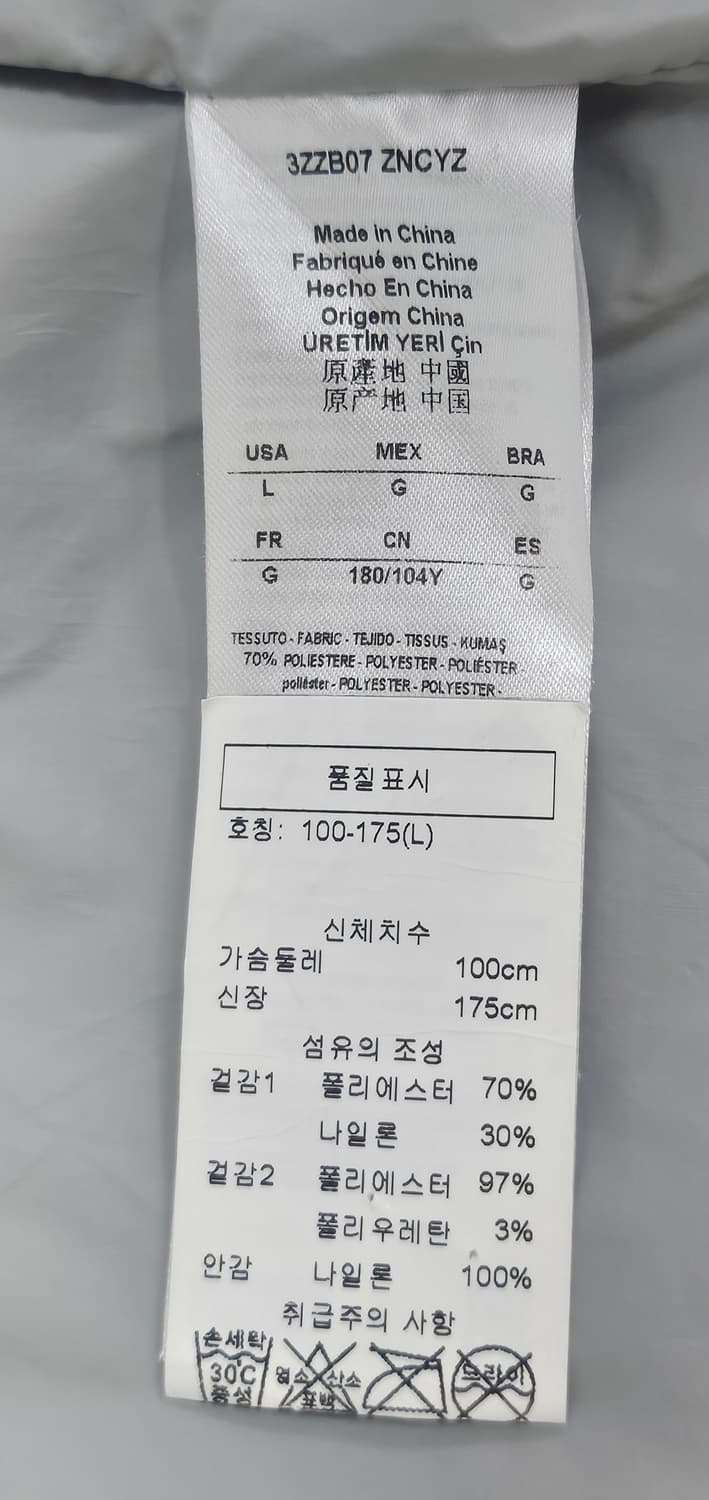 3ZZB07 ZNCYZ
Made in China
Fabriqué en Chine
Hecho En China
Origem China
ÜRETİM YERİ Çin
原產地 中國
原产地 中国
USA MEX BRA
L G G
FR CN ES
G 180/104Y G
TESSUTO - FABRIC - TEJIDO - TISSUS - KUMAŞ
70% POLIESTERE - POLYESTER - POLIÉSTER -
poliéster - POLYESTER - POLYESTER -
품질표시
호칭: 100-175(L)
신체치수
가슴둘레 100cm
신장 175cm
섬유의 조성
겉감1 폴리에스터 70%
나일론 30%
겉감2 폴리에스터 97%
폴리우레탄 3%
안감 나일론 100%
취급주의 사항
손세탁
30℃
중성
염소 산소
표백
드라이